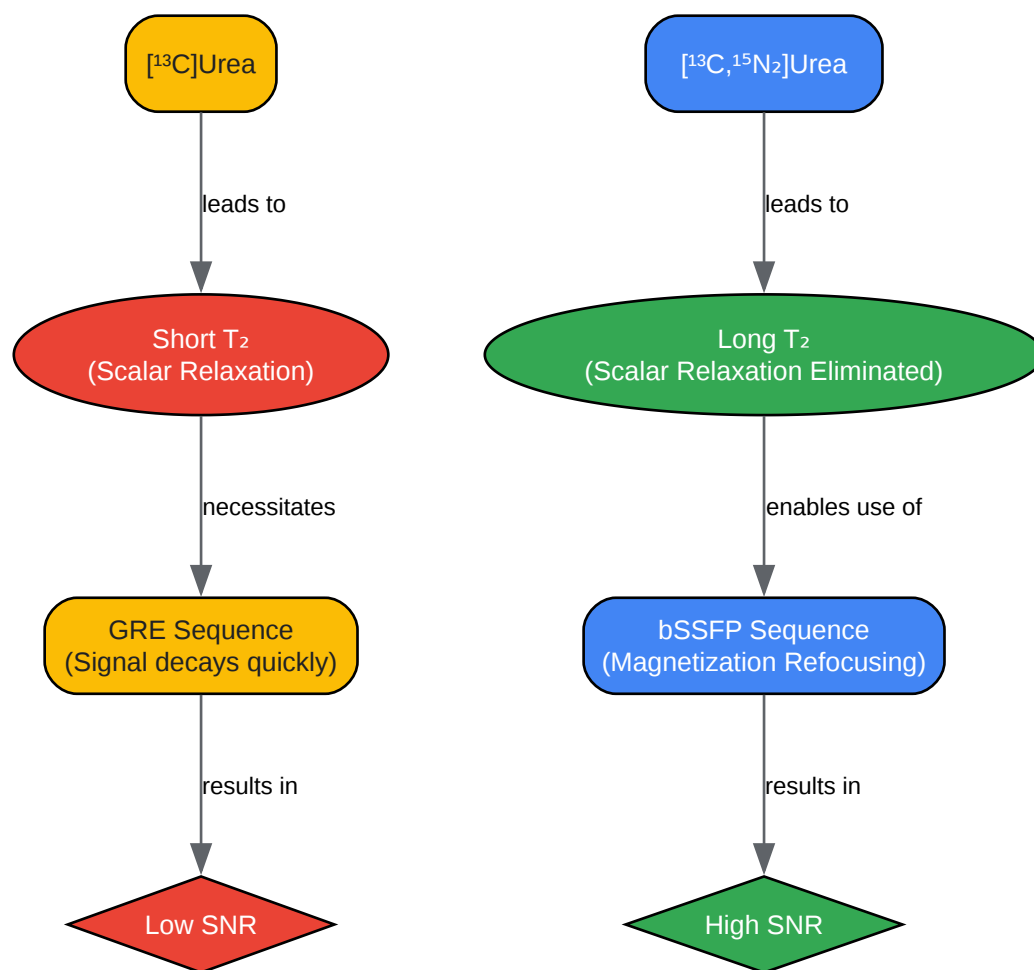 [¹³C]Urea
leads to
Short T₂
(Scalar Relaxation)
necessitates
GRE Sequence
(Signal decays quickly)
results in
Low SNR
[¹³C,¹⁵N₂]Urea
leads to
Long T₂
(Scalar Relaxation Eliminated)
enables use of
bSSFP Sequence
(Magnetization Refocusing)
results in
High SNR